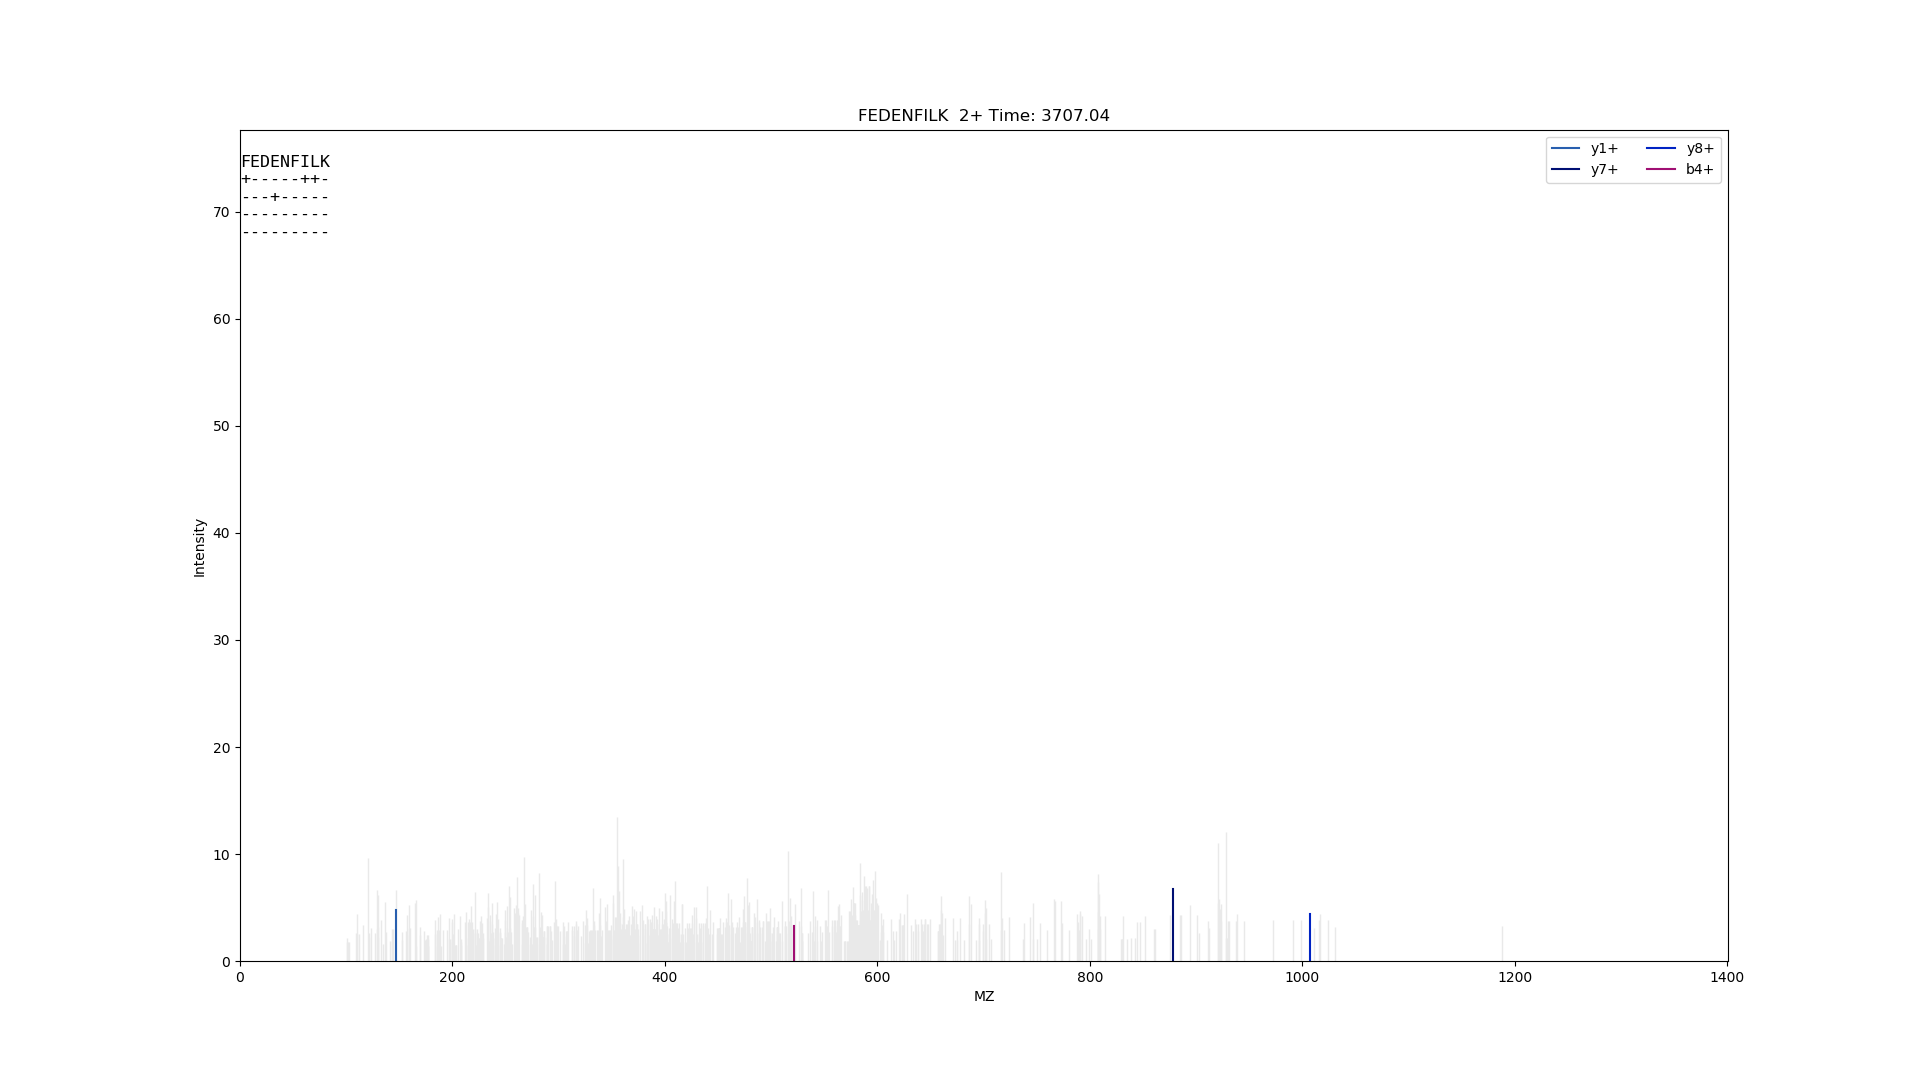 FEDENFILK  2+ Time: 3707.04
FEDENFILK
+-----++-
---+-----
---------
---------
y1+ y8+
y7+ b4+
70
60
50
40
30
20
10
0
Intensity
0 200 400 600 800 1000 1200 1400
MZ